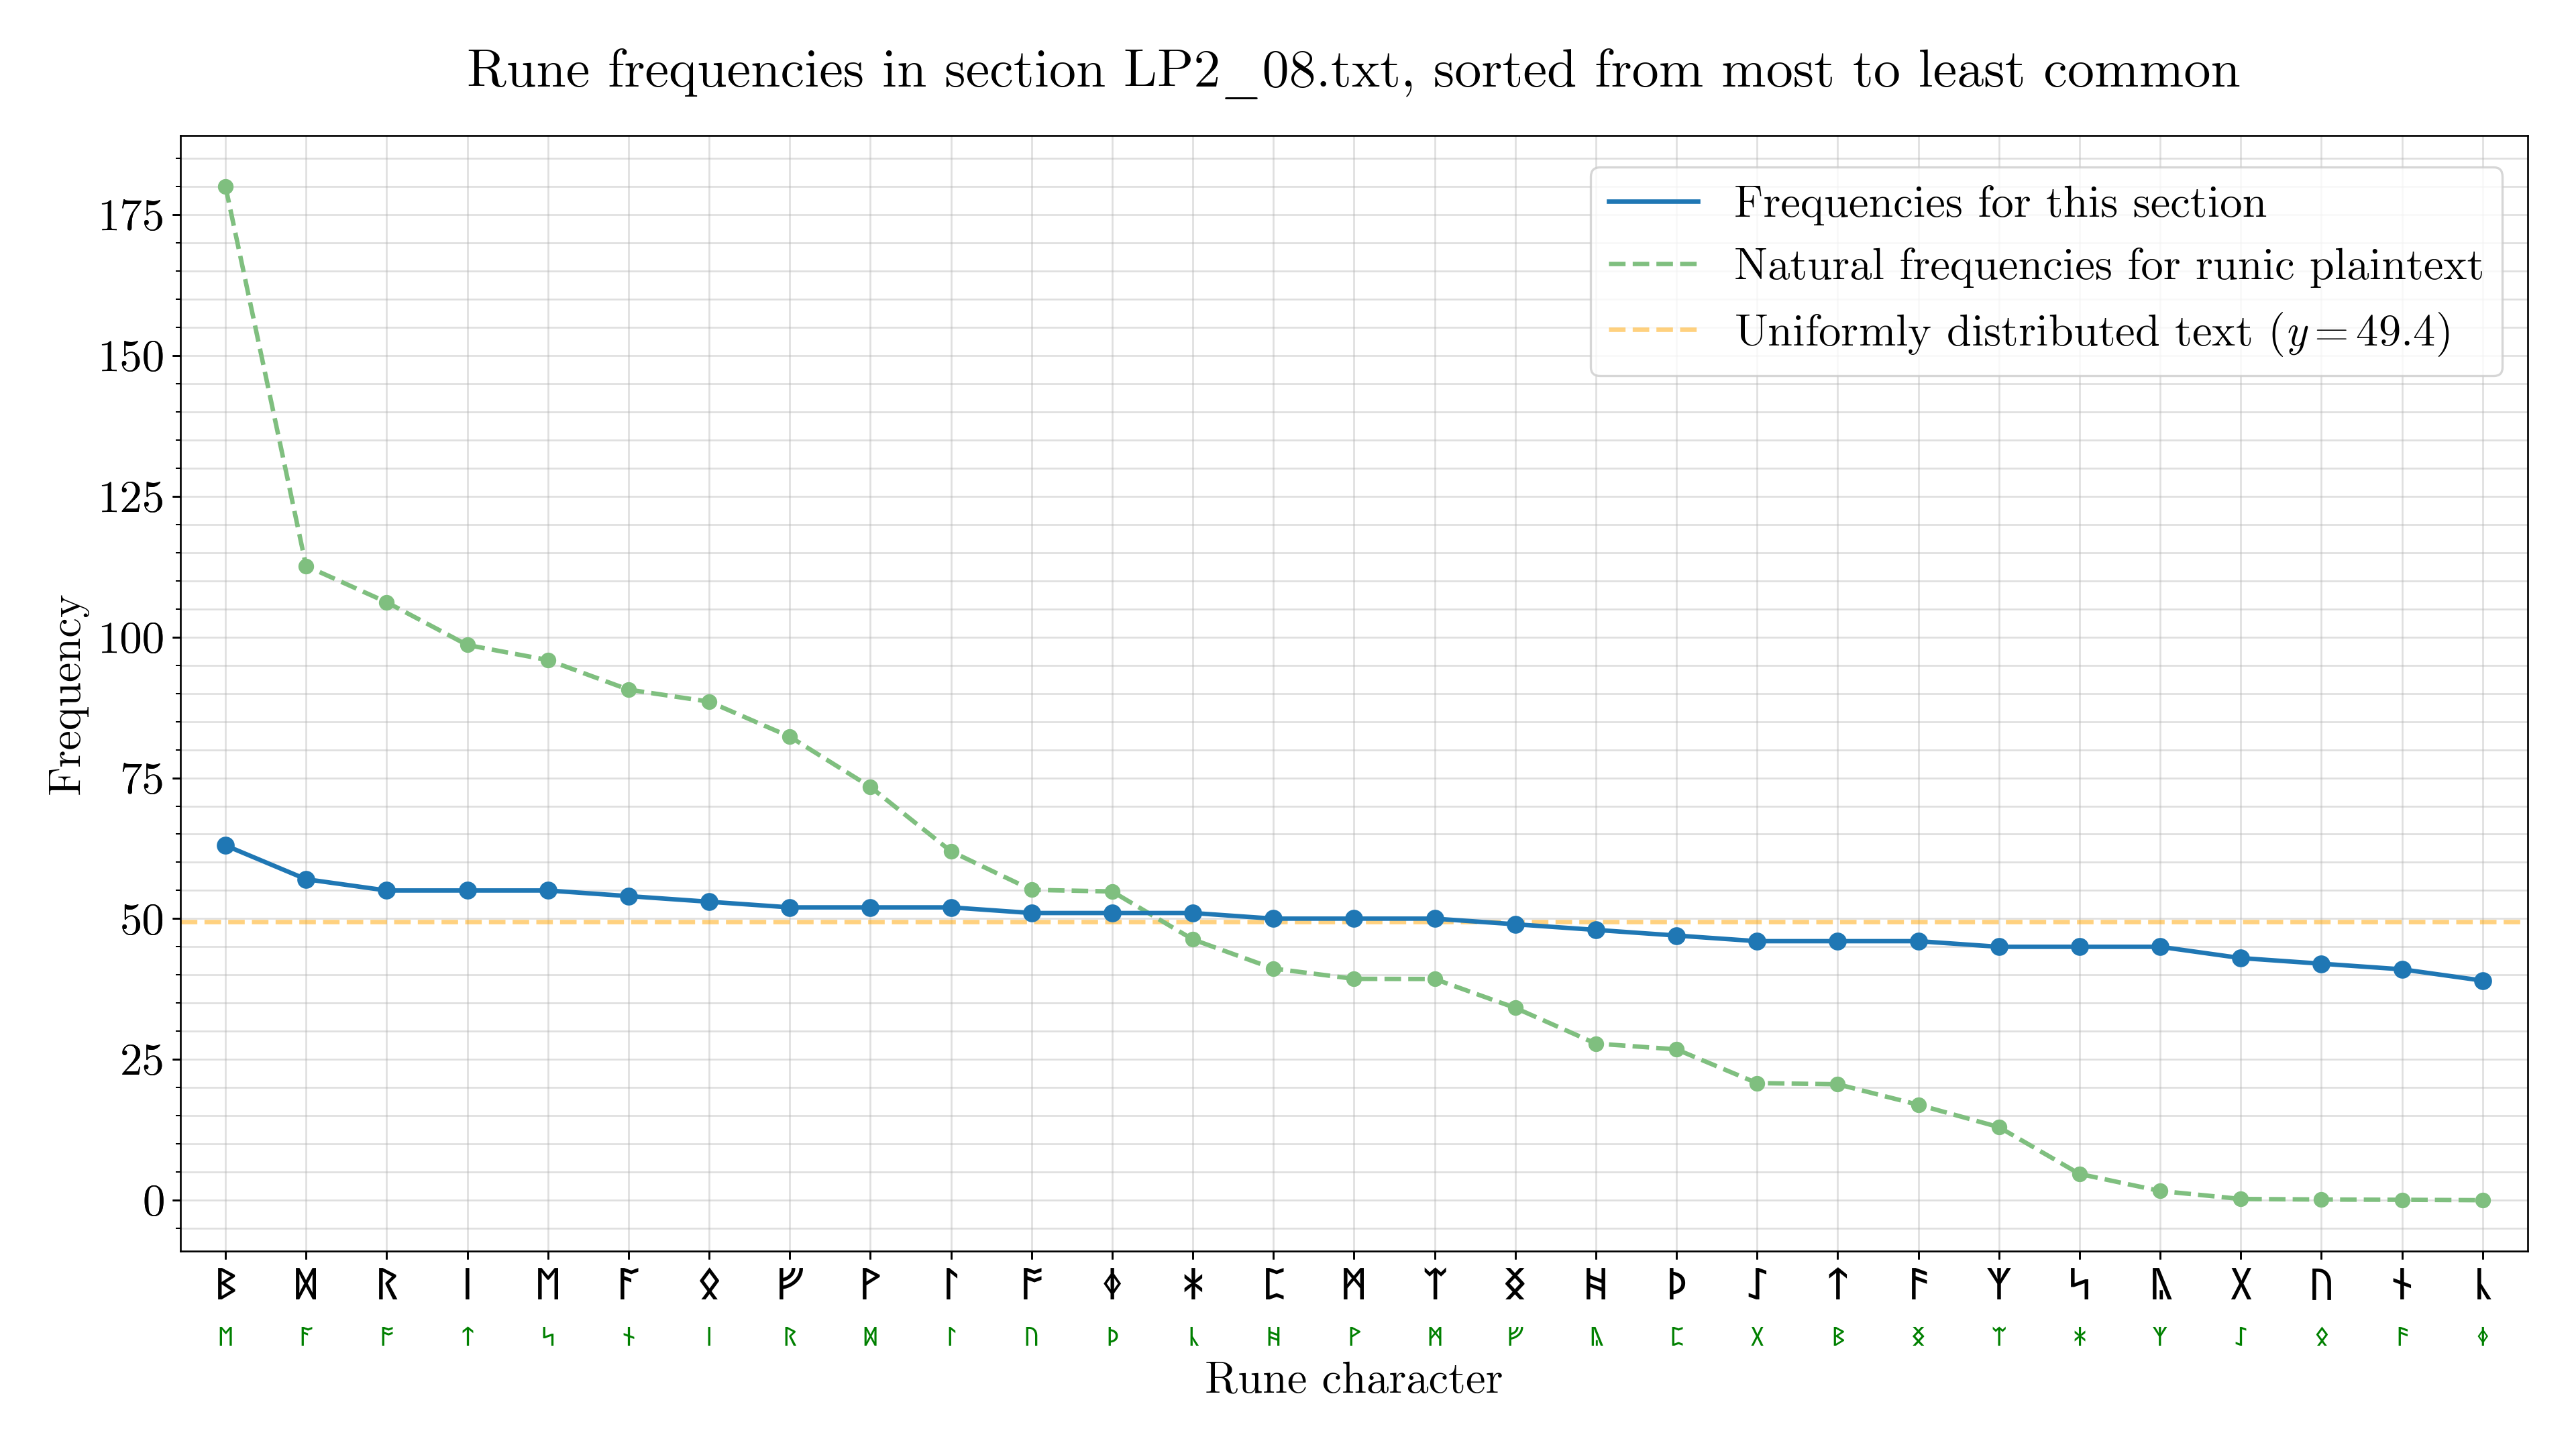 Rune frequencies in section LP2_08.txt, sorted from most to least common
Frequencies for this section
Natural frequencies for runic plaintext
Uniformly distributed text (y = 49.4)
Frequency
175
150
125
100
75
50
25
0
ᛒ ᛞ ᚱ ᛁ ᛖ ᚪ ᛟ ᚠ ᚹ ᛚ ᚩ ᛄ ᛡ ᛈ ᛗ ᛠ ᛝ ᚻ ᚦ ᛇ ᛏ ᚫ ᛉ ᛋ ᚣ ᚷ ᚢ ᚾ ᚳ
ᛖ ᚪ ᚩ ᛏ ᛋ ᚾ ᛁ ᚱ ᛞ ᛚ ᚢ ᚦ ᚳ ᚻ ᚹ ᛗ ᚠ ᚣ ᛈ ᚷ ᛒ ᛝ ᛠ ᛡ ᛉ ᛇ ᛟ ᚫ ᛄ
Rune character